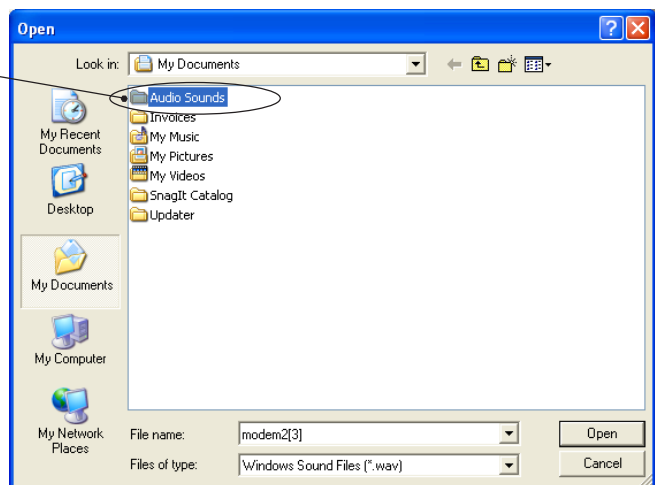 Open
Look in: My Documents
My Recent
Documents
Desktop
My Documents
My Computer
My Network
Places
Audio Sounds
Invoices
My Music
My Pictures
My Videos
SnagIt Catalog
Updater
File name: modem2[3] Open
Files of type: Windows Sound Files (*.wav) Cancel